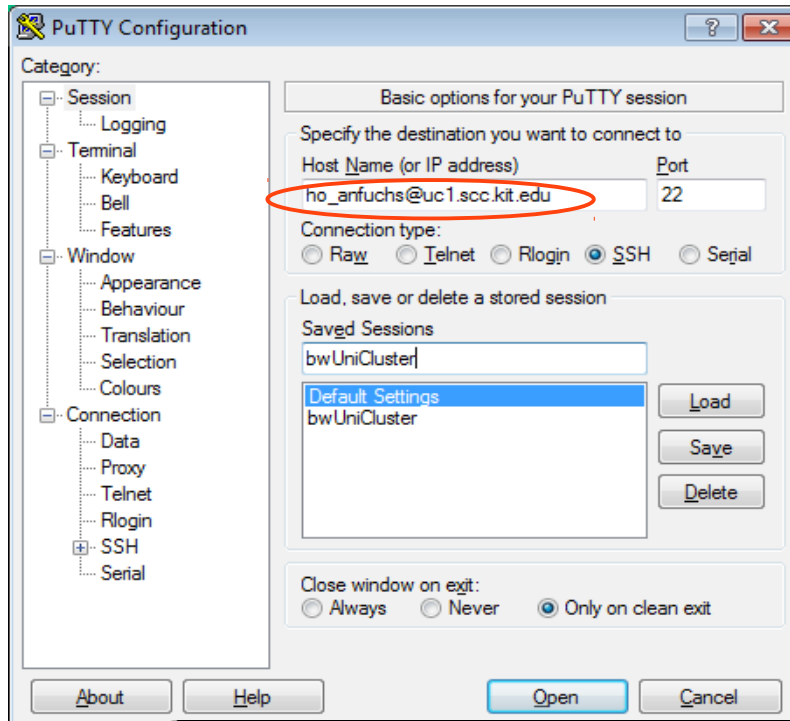 PuTTY Configuration
Category:
Session
Logging
Terminal
Keyboard
Bell
Features
Window
Appearance
Behaviour
Translation
Selection
Colours
Connection
Data
Proxy
Telnet
Rlogin
SSH
Serial
Basic options for your PuTTY session
Specify the destination you want to connect to
Host Name (or IP address) Port
ho_anfuchs@uc1.scc.kit.edu 22
Connection type:
Raw Telnet Rlogin SSH Serial
Load, save or delete a stored session
Saved Sessions
bwUniCluster
Default Settings
bwUniCluster
Load
Save
Delete
Close window on exit:
Always Never Only on clean exit
About Help Open Cancel